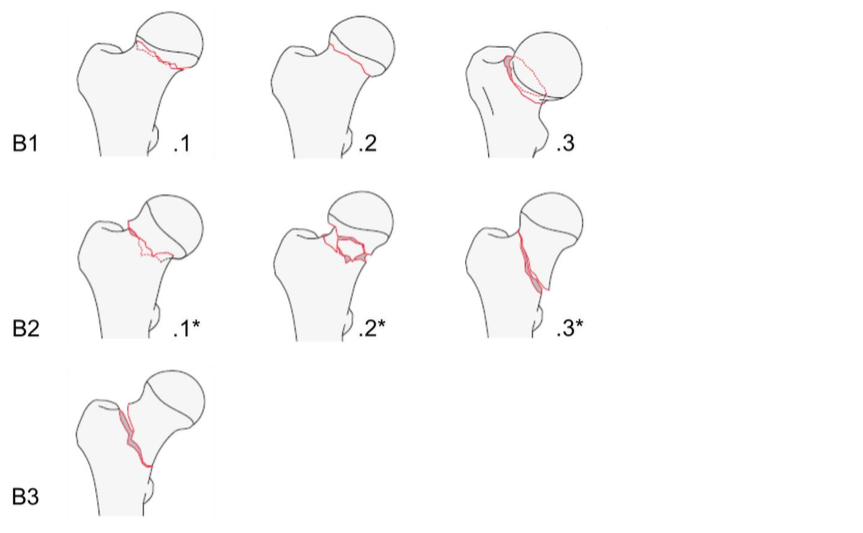 B1 .1 .2 .3
B2 .1* .2* .3*
B3